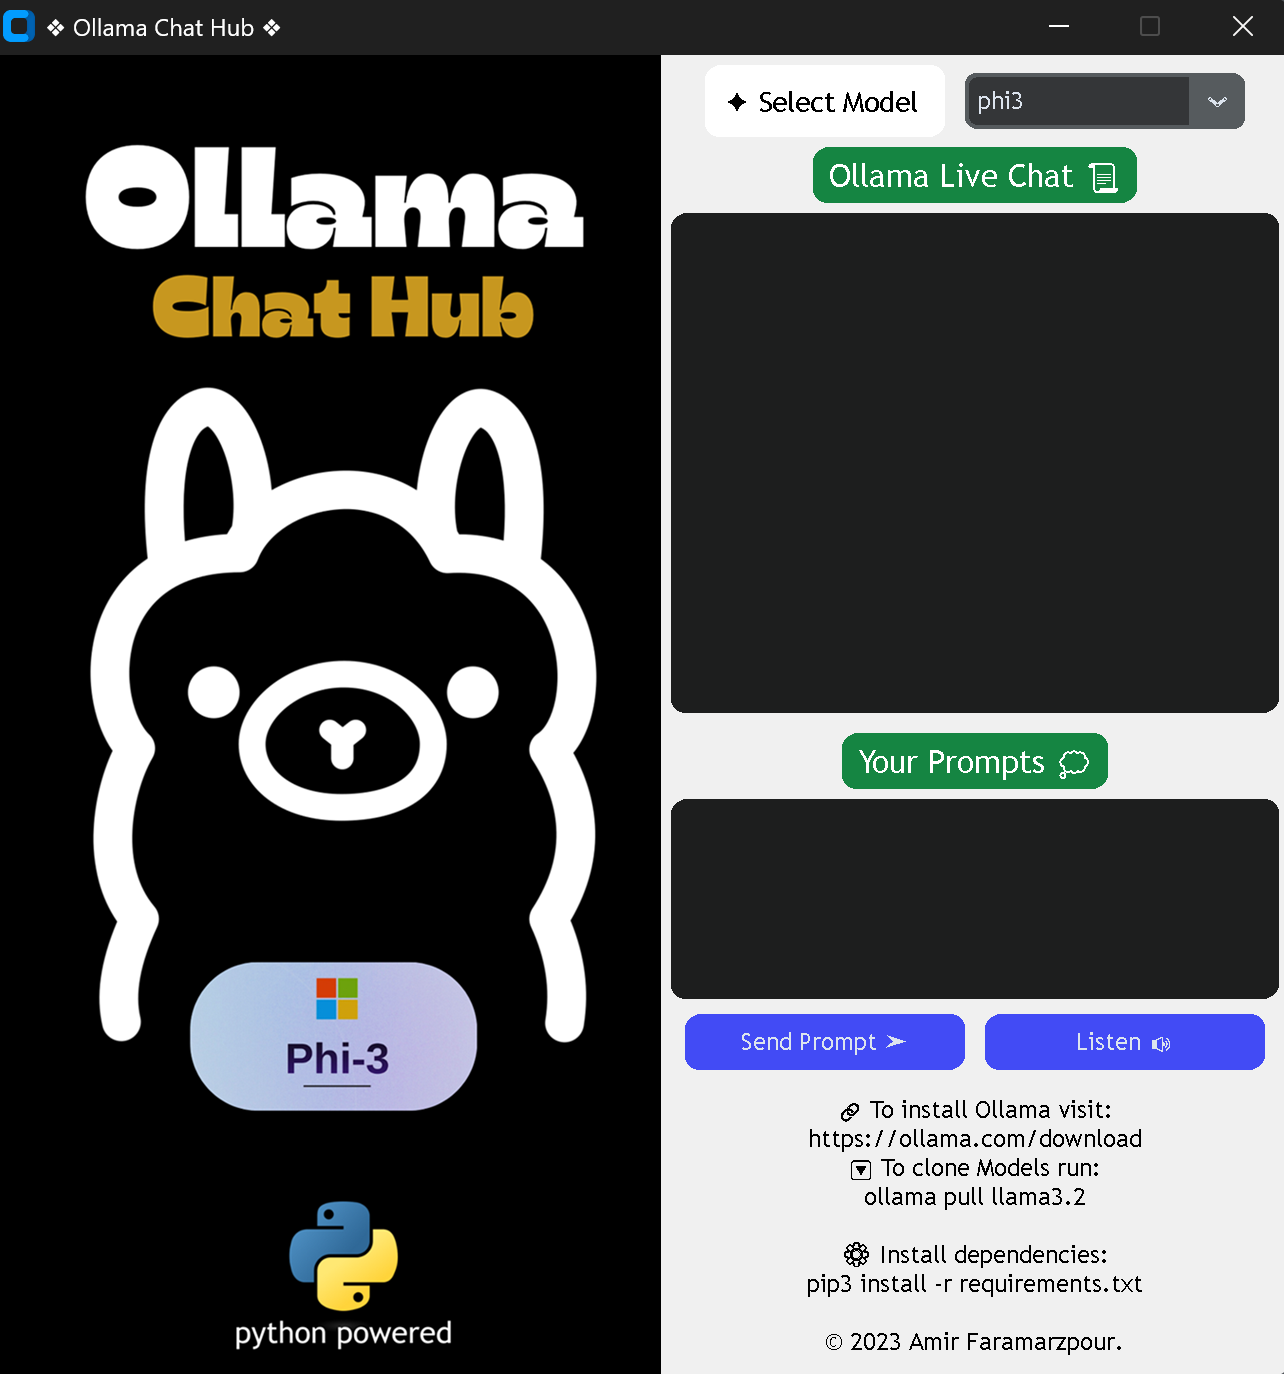 ❖ Ollama Chat Hub ❖
Ollama
Chat Hub
Phi-3
python powered
✦ Select Model
phi3
Ollama Live Chat 📜
Your Prompts 💭
Send Prompt ➢
Listen 🔊
🔗 To install Ollama visit:
https://ollama.com/download
🔽 To clone Models run:
ollama pull llama3.2
⚙ Install dependencies:
pip3 install -r requirements.txt
© 2023 Amir Faramarzpour.